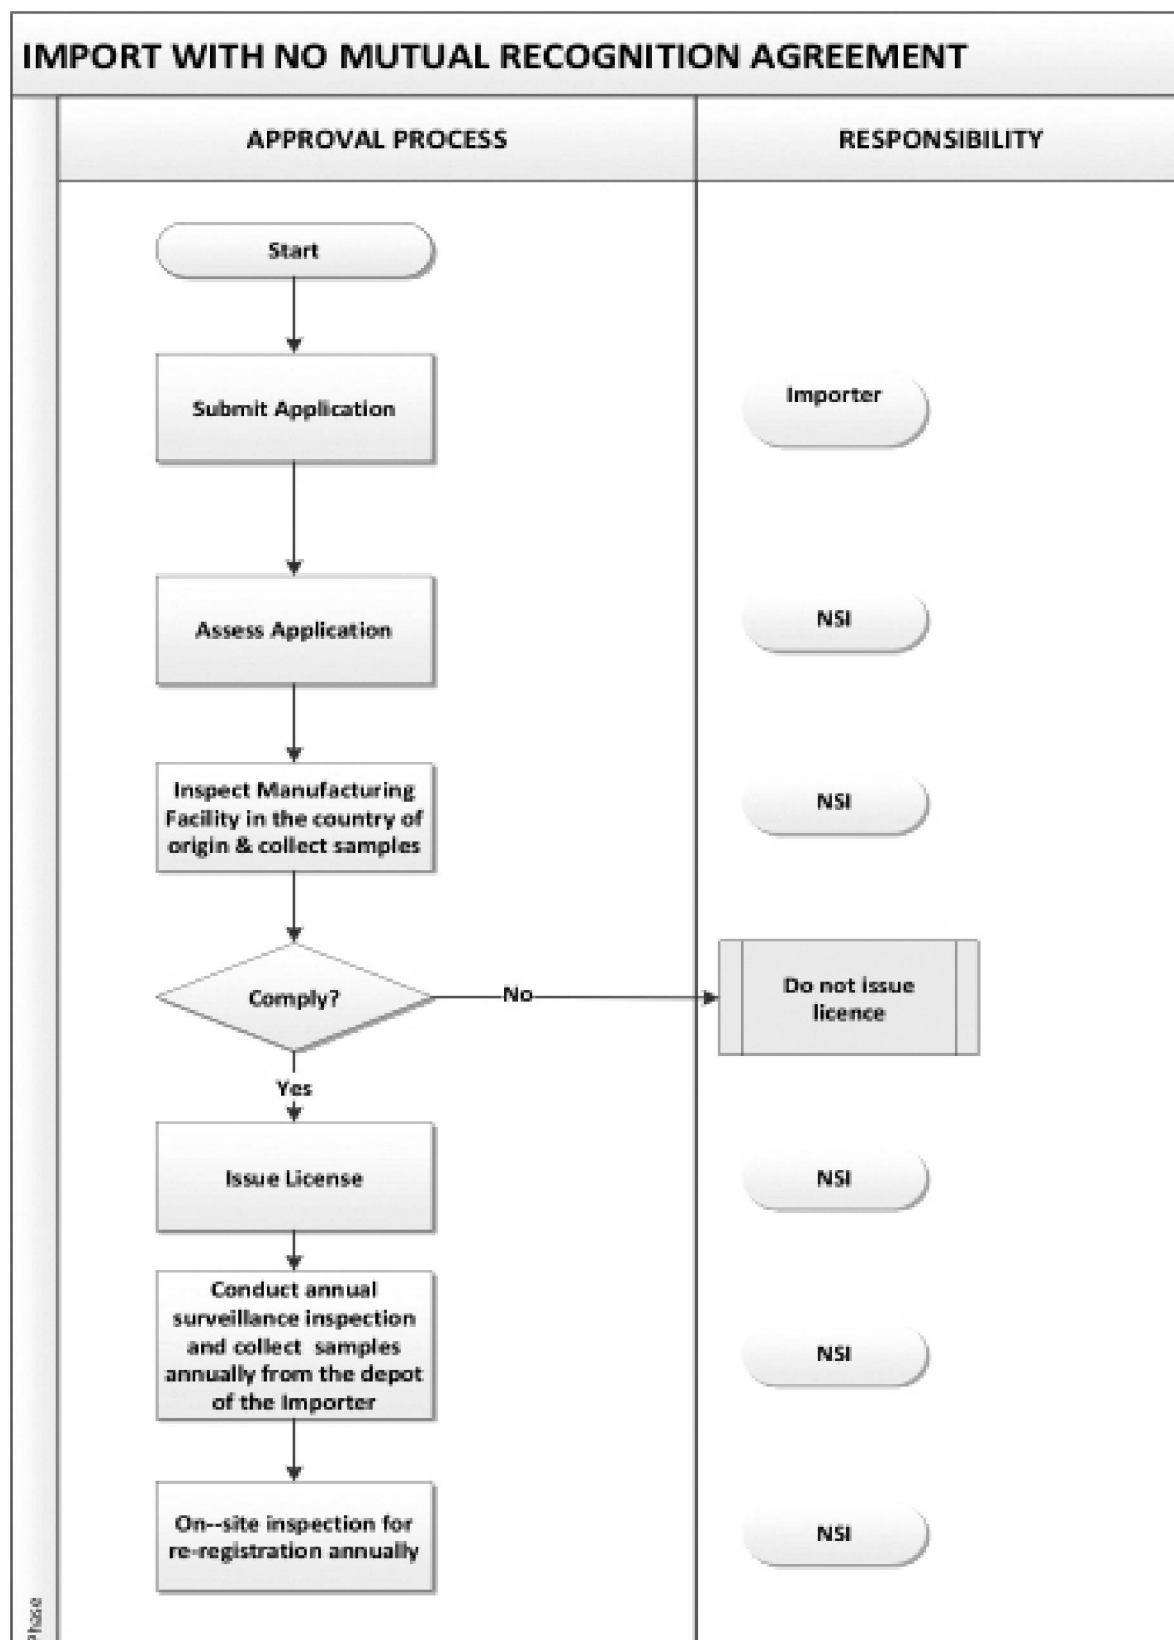 IMPORT WITH NO MUTUAL RECOGNITION AGREEMENT
APPROVAL PROCESS
RESPONSIBILITY
Start
Submit Application
Importer
Assess Application
NSI
Inspect Manufacturing
Facility in the country of
origin & collect samples
NSI
Comply?
No
Do not issue
licence
Yes
Issue License
NSI
Conduct annual
surveillance inspection
and collect samples
annually from the depot
of the Importer
NSI
On--site inspection for
re-registration annually
NSI
Phase